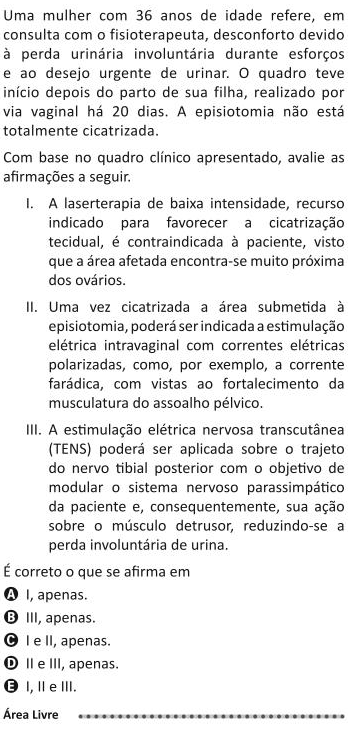 Uma mulher com 36 anos de idade refere, em
consulta com o fisioterapeuta, desconforto devido
à perda urinária involuntária durante esforços
e ao desejo urgente de urinar. O quadro teve
início depois do parto de sua filha, realizado por
via vaginal há 20 dias. A episiotomia não está
totalmente cicatrizada.
Com base no quadro clínico apresentado, avalie as
afirmações a seguir.
I. A laserterapia de baixa intensidade, recurso
indicado para favorecer a cicatrização
tecidual, é contraindicada à paciente, visto
que a área afetada encontra-se muito próxima
dos ovários.
II. Uma vez cicatrizada a área submetida à
episiotomia, poderá ser indicada a estimulação
elétrica intravaginal com correntes elétricas
polarizadas, como, por exemplo, a corrente
farádica, com vistas ao fortalecimento da
musculatura do assoalho pélvico.
III. A estimulação elétrica nervosa transcutânea
(TENS) poderá ser aplicada sobre o trajeto
do nervo tibial posterior com o objetivo de
modular o sistema nervoso parassimpático
da paciente e, consequentemente, sua ação
sobre o músculo detrusor, reduzindo-se a
perda involuntária de urina.
É correto o que se afirma em
A I, apenas.
B III, apenas.
C I e II, apenas.
D II e III, apenas.
E I, II e III.
Área Livre